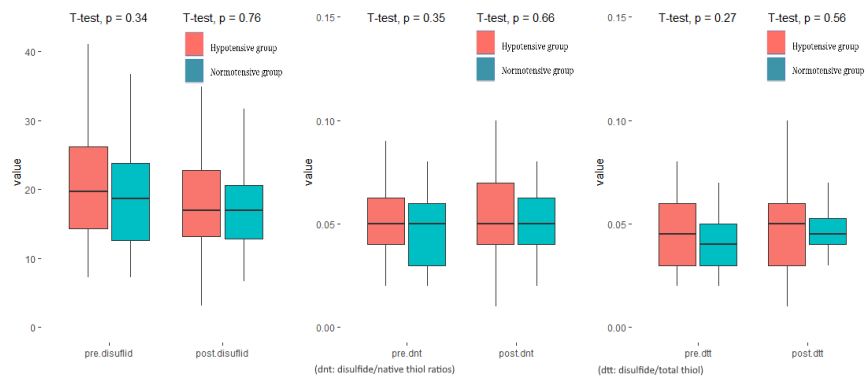 T-test, p = 0.34
T-test, p = 0.76
Hypotensive group
Normotensive group
value
40
30
20
10
0
pre.disuflid
post.disuflid
T-test, p = 0.35
T-test, p = 0.66
Hypotensive group
Normotensive group
value
0.15
0.10
0.05
0.00
pre.dnt
post.dnt
(dnt: disulfide/native thiol ratios)
T-test, p = 0.27
T-test, p = 0.56
Hypotensive group
Normotensive group
value
0.15
0.10
0.05
0.00
pre.dtt
post.dtt
(dtt: disulfide/total thiol)